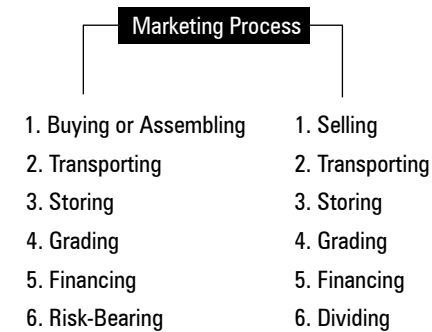 Marketing Process
1. Buying or Assembling
2. Transporting
3. Storing
4. Grading
5. Financing
6. Risk-Bearing
1. Selling
2. Transporting
3. Storing
4. Grading
5. Financing
6. Dividing